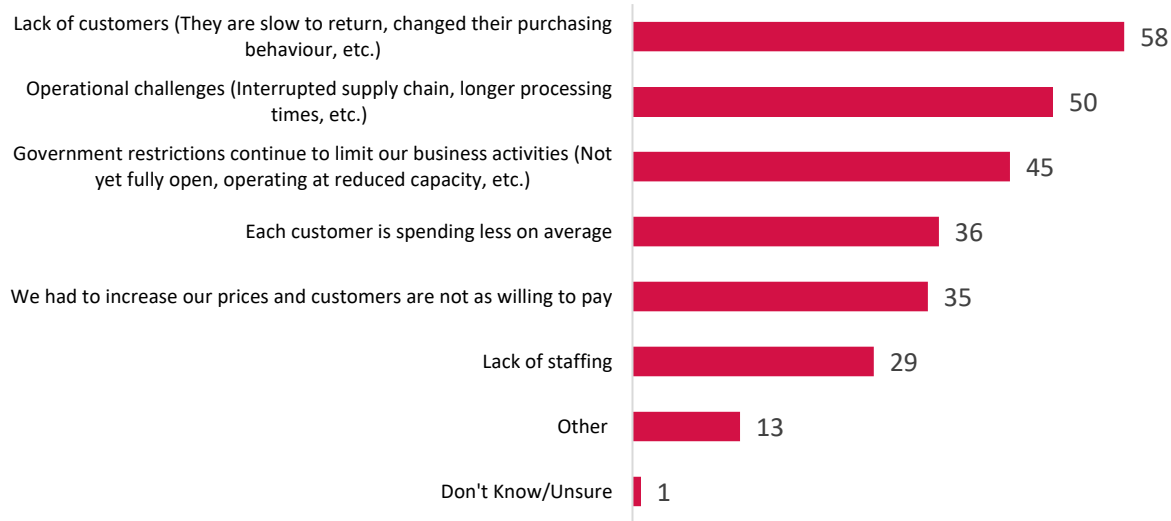 Lack of customers (They are slow to return, changed their purchasing
behaviour, etc.)
58
Operational challenges (Interrupted supply chain, longer processing
times, etc.)
50
Government restrictions continue to limit our business activities (Not
yet fully open, operating at reduced capacity, etc.)
45
Each customer is spending less on average
36
We had to increase our prices and customers are not as willing to pay
35
Lack of staffing
29
Other
13
Don't Know/Unsure
1